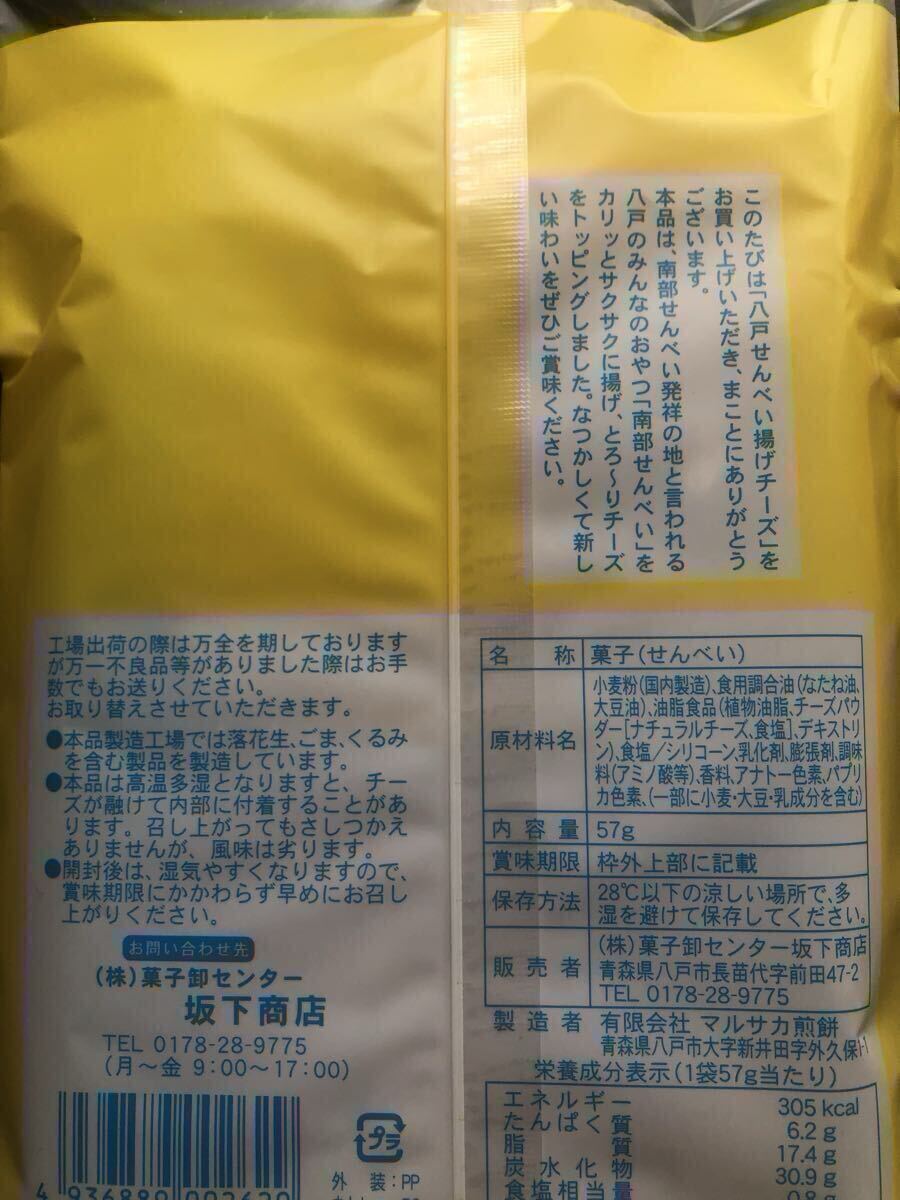 このたびは「八戸せんべい揚げチーズ」を
お買い上げいただき、まことにありがとう
ございます。
本品は、南部せんべい発祥の地と言われる
八戸のみんなのおやつ「南部せんべい」を
カリッとサクサクに揚げ、とろ～りチーズ
をトッピングしました。なつかしくて新し
い味わいをぜひご賞味ください。
工場出荷の際は万全を期しております
が万一不良品等がありました際はお手
数でもお送りください。
お取り替えさせていただきます。
●本品製造工場では落花生、ごま、くるみ
を含む製品を製造しています。
●本品は高温多湿となりますと、チー
ズが融けて内部に付着することがあ
ります。召し上がってもさしつかえ
ありませんが、風味は劣ります。
●開封後は、湿気やすくなりますので、
賞味期限にかかわらず早めにお召し
上がりください。
お問い合わせ先
(株)菓子卸センター
坂下商店
TEL 0178-28-9775
(月～金 9:00～17:00)
プラ
外 装:PP
名 称 菓子(せんべい)
原材料名 小麦粉(国内製造)、食用調合油(なたね油、
大豆油)、油脂食品(植物油脂、チーズパウ
ダー[ナチュラルチーズ、食塩]、デキストリ
ン)、食塩／シリコーン、乳化剤、膨張剤、調味
料(アミノ酸等)、香料、アナトー色素、パプリ
カ色素、(一部に小麦・大豆・乳成分を含む)
内容量 57g
賞味期限 枠外上部に記載
保存方法 28℃以下の涼しい場所で、多
湿を避けて保存してください。
販売者 (株)菓子卸センター坂下商店
青森県八戸市長苗代字前田47-2
TEL 0178-28-9775
製造者 有限会社 マルサカ煎餅
青森県八戸市大字新井田字外久保
栄養成分表示(1袋57g当たり)
エネルギー 305 kcal
たんぱく質 6.2 g
脂質 17.4 g
炭水化物 30.9 g
食塩相当量